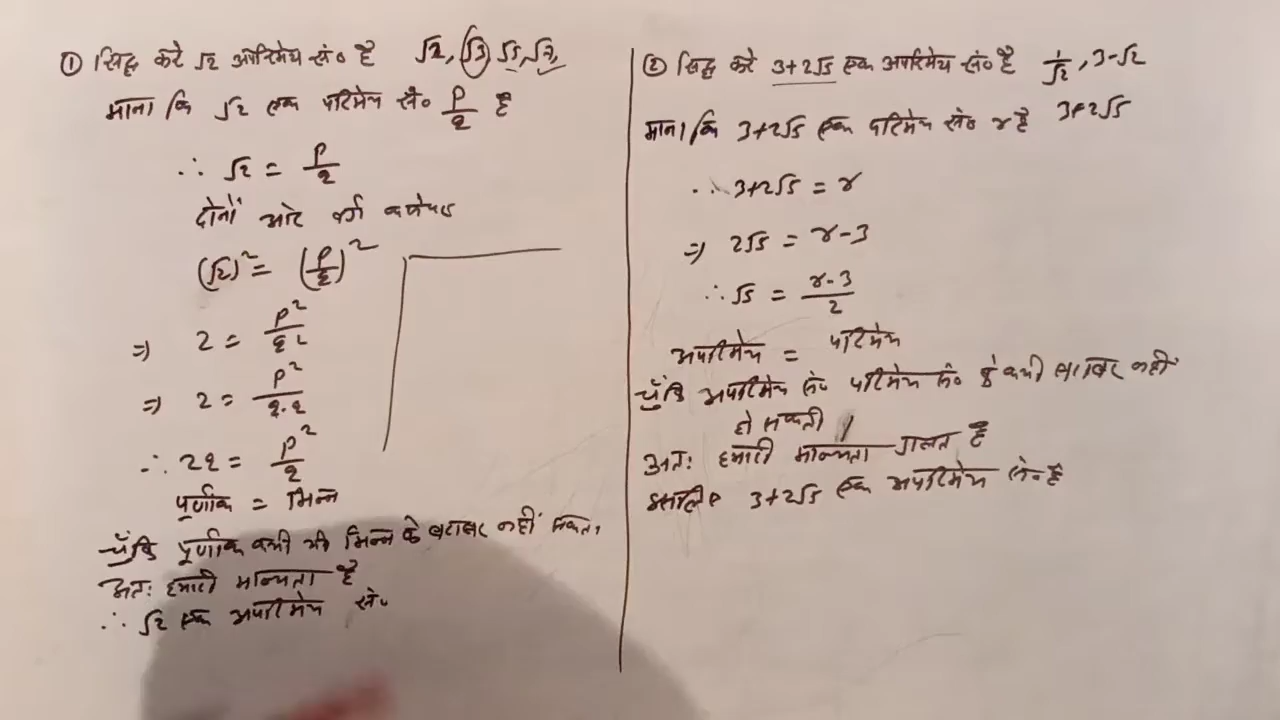 ① सिद्ध करे √2 अपरिमेय सं० है √2, √3, √5, √7,
माना कि √2 एक परिमेय सं० p/q है
∴ √2 = p/q
दोनों ओर वर्ग करनेपर
(√2)² = (p/q)²
⇒ 2 = p²/q²
⇒ 2 = p²/q.q
∴ 2q = p²/q
पूर्णांक = भिन्न
चुँकि पूर्णांक कभी भी भिन्न के बराबर नहीं सकता,
अतः हमारी मान्यता है
∴ √2 एक अपरिमेय सं०
② सिद्ध करे 3+2√5 एक अपरिमेय सं० है 1/√2, 3-√2
माना कि 3+2√5 एक परिमेय सं० r है 3+2√5
∴ 3+2√5 = r
⇒ 2√5 = r-3
∴ √5 = r-3/2
अपरिमेय = परिमेय
चुँकि अपरिमेय सं० परिमेय सं० के कभी बराबर नहीं
हो सकती
अतः हमारी मान्यता गलत है
इसलिए 3+2√5 एक अपरिमेय सं० है